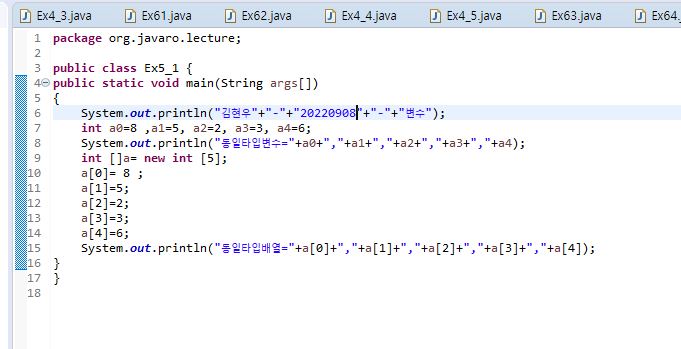 Ex4_3.java Ex61.java Ex62.java Ex4_4.java Ex4_5.java Ex63.java Ex64_
1 package org.javaro.lecture;
2
3 public class Ex5_1 {
4 public static void main(String args[])
5 {
6 System.out.println("김현우"+"-"+"20220908"+"-"+"변수");
7 int a0=8 ,a1=5, a2=2, a3=3, a4=6;
8 System.out.println("동일타입변수="+a0+","+a1+","+a2+","+a3+","+a4);
9 int []a= new int [5];
10 a[0]= 8 ;
11 a[1]=5;
12 a[2]=2;
13 a[3]=3;
14 a[4]=6;
15 System.out.println("동일타입배열="+a[0]+","+a[1]+","+a[2]+","+a[3]+","+a[4]);
16 }
17 }
18